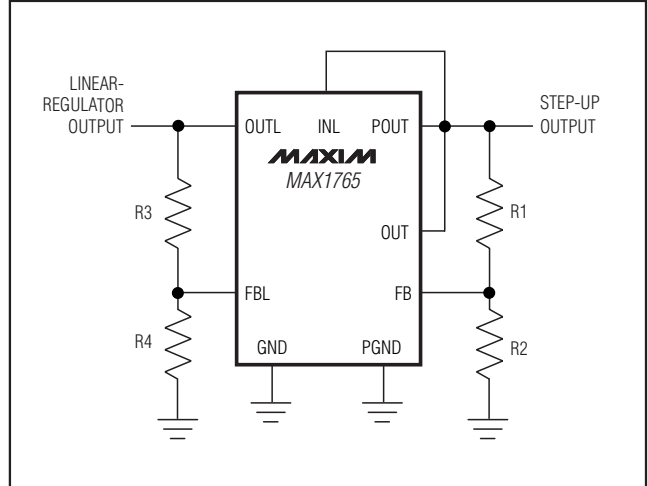 LINEAR-
REGULATOR
OUTPUT
OUTL
INL
POUT
STEP-UP
OUTPUT
MAXIM
MAX1765
R3
R1
OUT
FBL
FB
R4
R2
GND
PGND